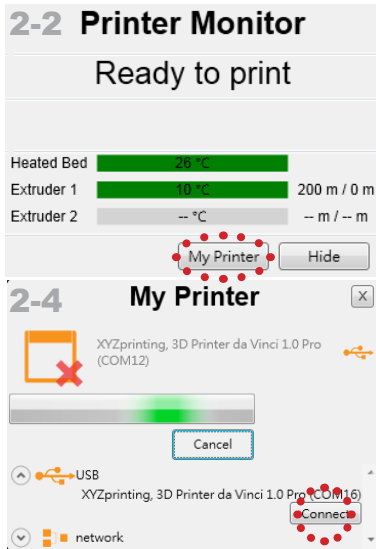 2-2 Printer Monitor
Ready to print
Heated Bed 26 °C
Extruder 1 10 °C 200 m / 0 m
Extruder 2 -- °C -- m / -- m
My Printer Hide
2-4 My Printer X
XYZprinting, 3D Printer da Vinci 1.0 Pro
(COM12)
Cancel
USB
XYZprinting, 3D Printer da Vinci 1.0 Pro (COM16)
Connect
network